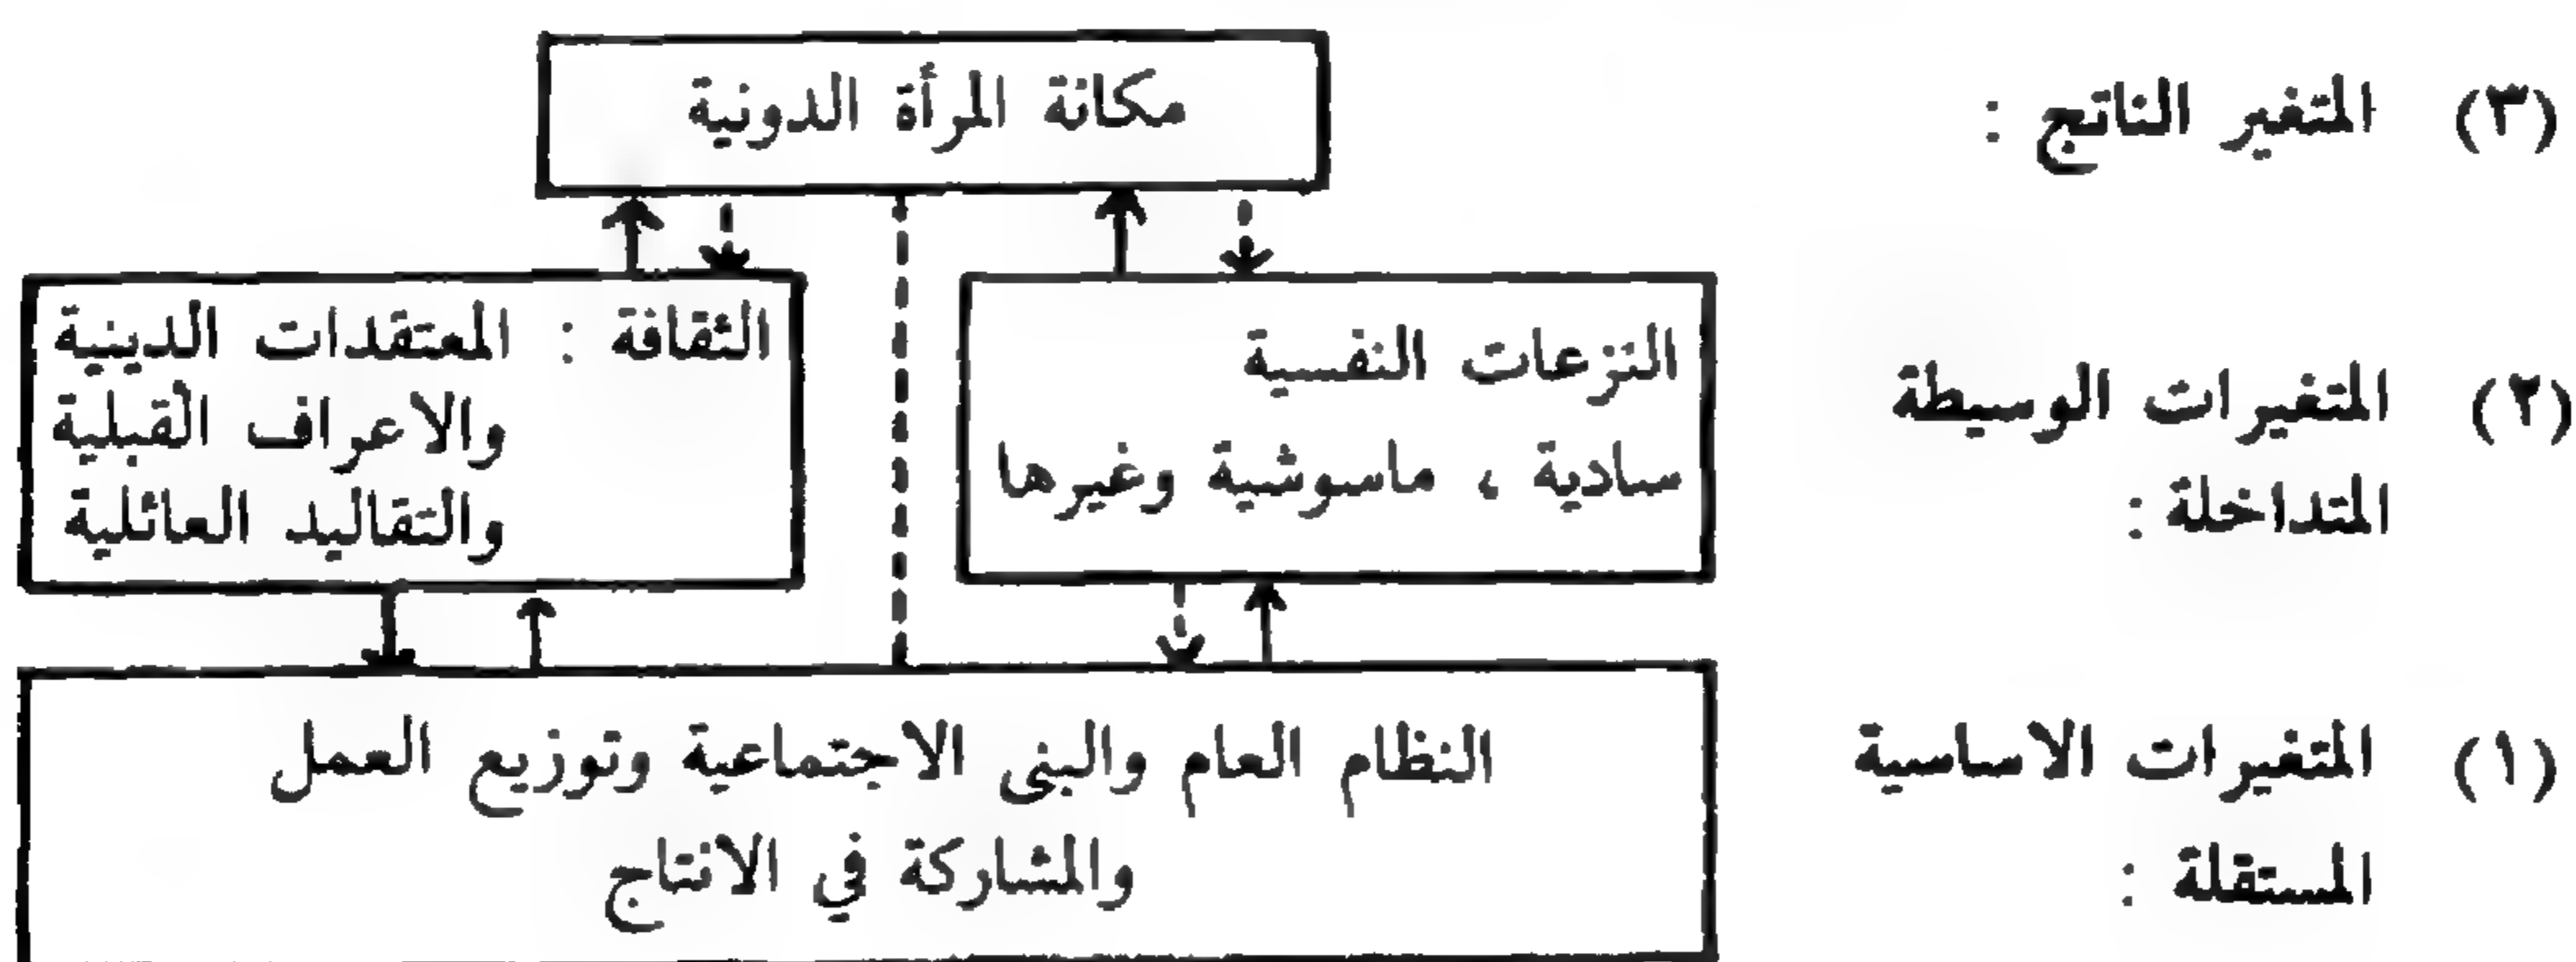 (٣) المتغير الناتج :
مكانة المرأة الدونية
(٢) المتغيرات الوسيطة
المتداخلة :
النزعات النفسية
سادية ، ماسوشية وغيرها
الثقافة : المعتقدات الدينية
والاعراف القبلية
والتقاليد العائلية
(١) المتغيرات الاساسية
المستقلة :
النظام العام والبنى الاجتماعية وتوزيع العمل
والمشاركة في الانتاج